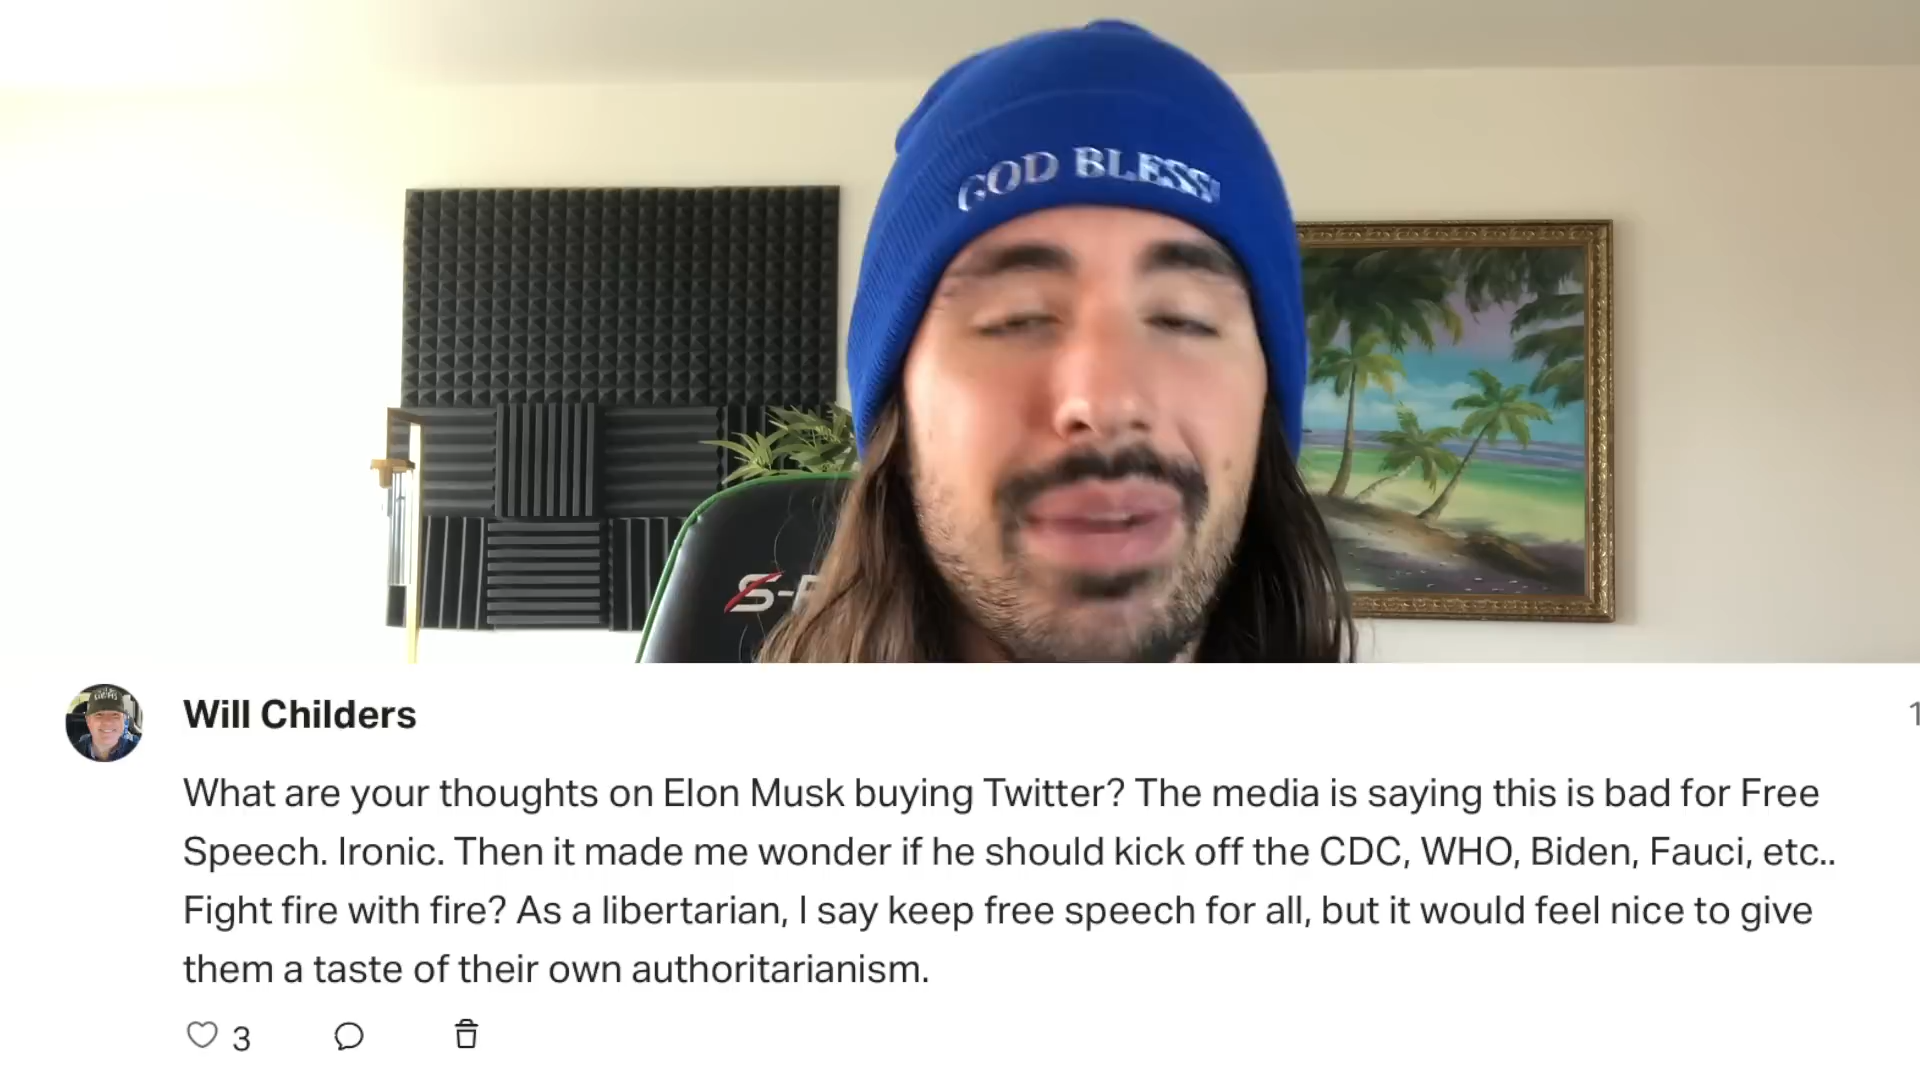 GOD BLESS!
S-R
Will Childers
1
What are your thoughts on Elon Musk buying Twitter? The media is saying this is bad for Free
Speech. Ironic. Then it made me wonder if he should kick off the CDC, WHO, Biden, Fauci, etc..
Fight fire with fire? As a libertarian, I say keep free speech for all, but it would feel nice to give
them a taste of their own authoritarianism.
3